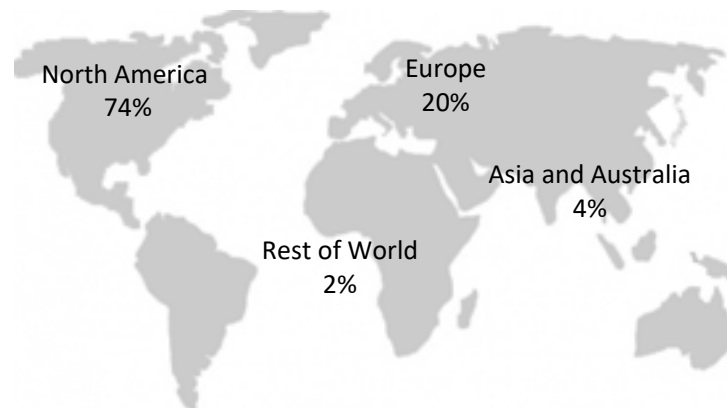 North America
74%
Europe
20%
Asia and Australia
4%
Rest of World
2%